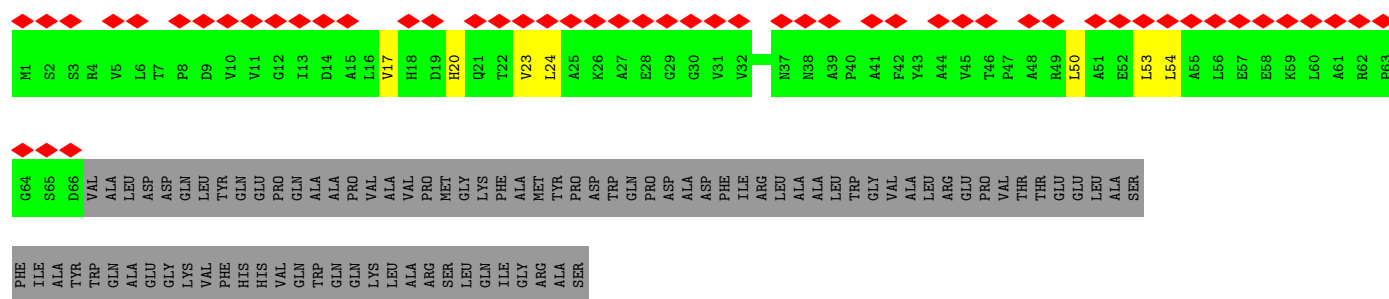 M1 S2 S3 R4 V5 L6 T7 P8 D9 V10 V11 G12 I13 D14 A15 L16 V17 H18 D19 H20 Q21 T22 V23 L24 A25 K26 A27 E28 G29 G30 V31 V32 N37 N38 A39 P40 A41 F42 Y43 A44 V45 T46 P47 A48 R49 L50 A51 E52 L53 L54 A55 L56 E57 E58 K59 L60 A61 R62 P63
G64 S65 D66 VAL ALA LEU ASP ASP GLN LEU TYR GLN GLU PRO GLN ALA ALA PRO VAL ALA VAL PRO MET GLY LYS PHE ALA MET TYR PRO ASP TRP GLN PRO ASP ALA ASP PHE ILE ARG LEU ALA ALA LEU TRP GLY VAL ALA LEU ARG GLU PRO VAL THR THR GLU GLU LEU ALA SER
PHE ILE ALA TYR TRP GLN ALA GLU GLY LYS VAL PHE HIS HIS VAL GLN TRP GLN GLN LYS LEU ALA ARG SER LEU GLN ILE GLY ARG ALA SER